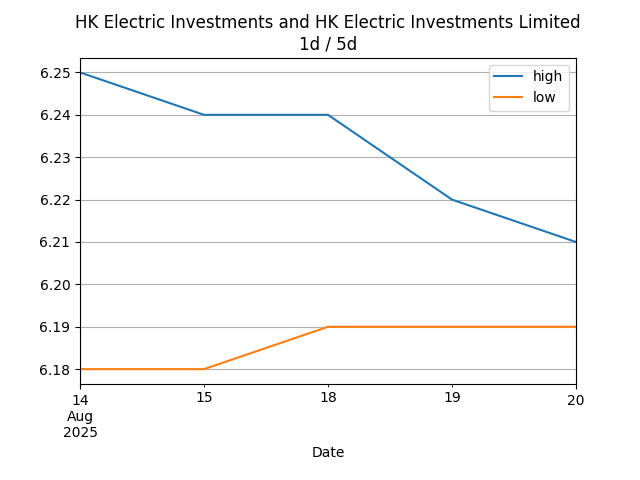 HK Electric Investments and HK Electric Investments Limited
1d / 5d
high
low
6.25
6.24
6.23
6.22
6.21
6.20
6.19
6.18
14
Aug
2025
15
18
19
20
Date